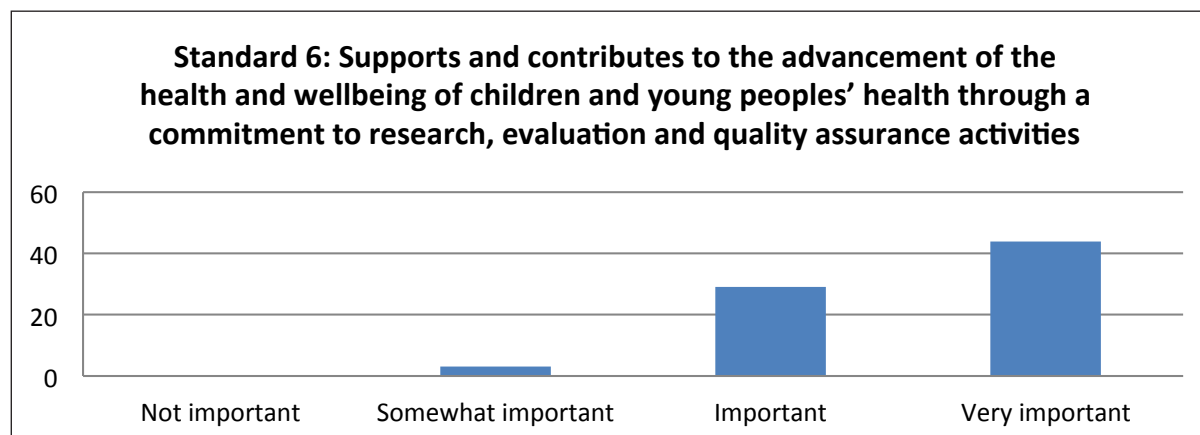 Standard 6: Supports and contributes to the advancement of the
health and wellbeing of children and young peoples’ health through a
commitment to research, evaluation and quality assurance activities
60
40
20
0
Not important Somewhat important Important Very important